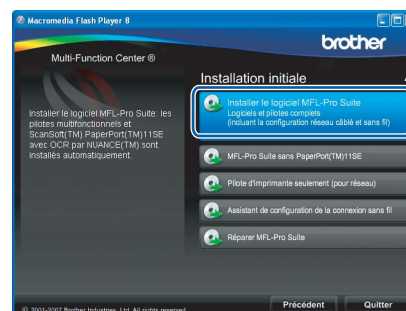 Macromedia Flash Player 8
brother
Multi-Function Center ®
Installation initiale
Installer le logiciel MFL-Pro Suite: les
pilotes multifonctionnels et
ScanSoft(TM) PaperPort(TM)11SE
avec OCR par NUANCE(TM) sont
installés automatiquement.
Installer le logiciel MFL-Pro Suite
Logiciels et pilotes complets
(incluant la configuration réseau câblé et sans fil)
MFL-Pro Suite sans PaperPort(TM)11SE
Pilote d'imprimante seulement (pour réseau)
Assistant de configuration de la connexion sans fil
Réparer MFL-Pro Suite
Précédent
Quitter
© 2001-2007 Brother Industries, Ltd. All rights reserved.